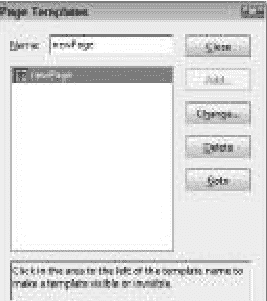 Page Templates
Name: newPage
Close
Add...
newPage
Change...
Delete
Goto
Click in the area to the left of the template name to
make a template visible or invisible.